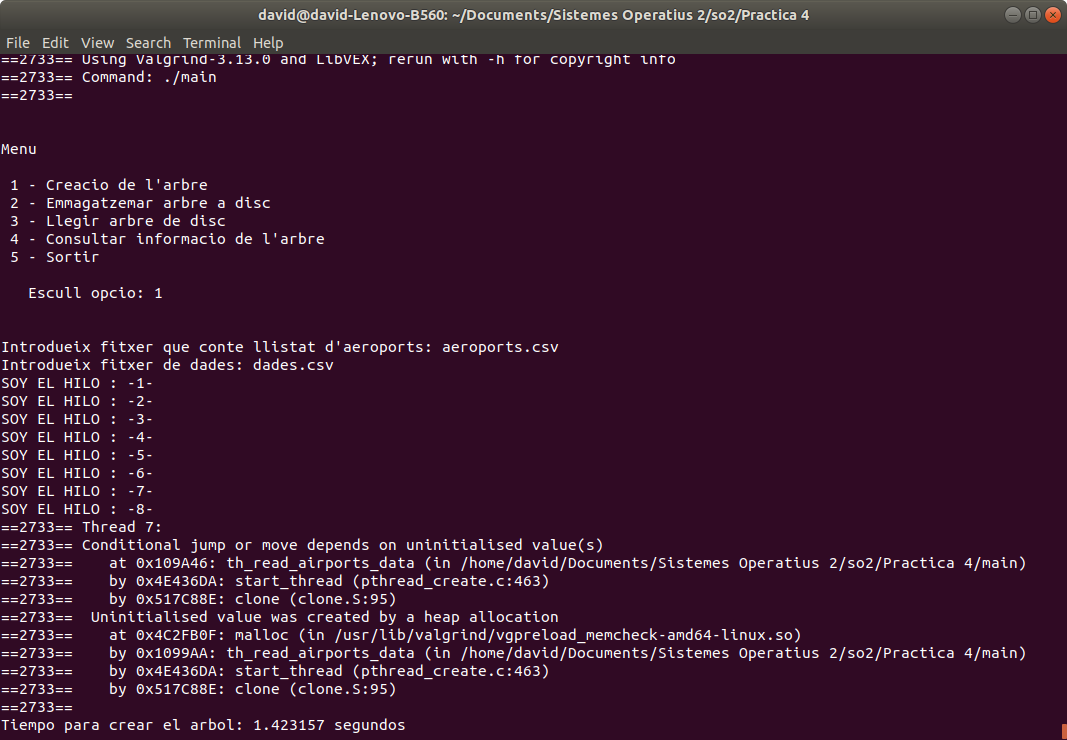 david@david-Lenovo-B560: ~/Documents/Sistemes Operatius 2/so2/Practica 4
File Edit View Search Terminal Help
==2733== Using Valgrind-3.13.0 and LibVEX; rerun with -h for copyright info
==2733== Command: ./main
==2733==
Menu
1 - Creacio de l'arbre
2 - Emmagatzemar arbre a disc
3 - Llegir arbre de disc
4 - Consultar informacio de l'arbre
5 - Sortir
Escull opcio: 1
Introdueix fitxer que conte llistat d'aeroports: aeroports.csv
Introdueix fitxer de dades: dades.csv
SOY EL HILO : -1-
SOY EL HILO : -2-
SOY EL HILO : -3-
SOY EL HILO : -4-
SOY EL HILO : -5-
SOY EL HILO : -6-
SOY EL HILO : -7-
SOY EL HILO : -8-
==2733== Thread 7:
==2733== Conditional jump or move depends on uninitialised value(s)
==2733==    at 0x109A46: th_read_airports_data (in /home/david/Documents/Sistemes Operatius 2/so2/Practica 4/main)
==2733==    by 0x4E436DA: start_thread (pthread_create.c:463)
==2733==    by 0x517C88E: clone (clone.S:95)
==2733==  Uninitialised value was created by a heap allocation
==2733==    at 0x4C2FB0F: malloc (in /usr/lib/valgrind/vgpreload_memcheck-amd64-linux.so)
==2733==    by 0x1099AA: th_read_airports_data (in /home/david/Documents/Sistemes Operatius 2/so2/Practica 4/main)
==2733==    by 0x4E436DA: start_thread (pthread_create.c:463)
==2733==    by 0x517C88E: clone (clone.S:95)
==2733==
Tiempo para crear el arbol: 1.423157 segundos